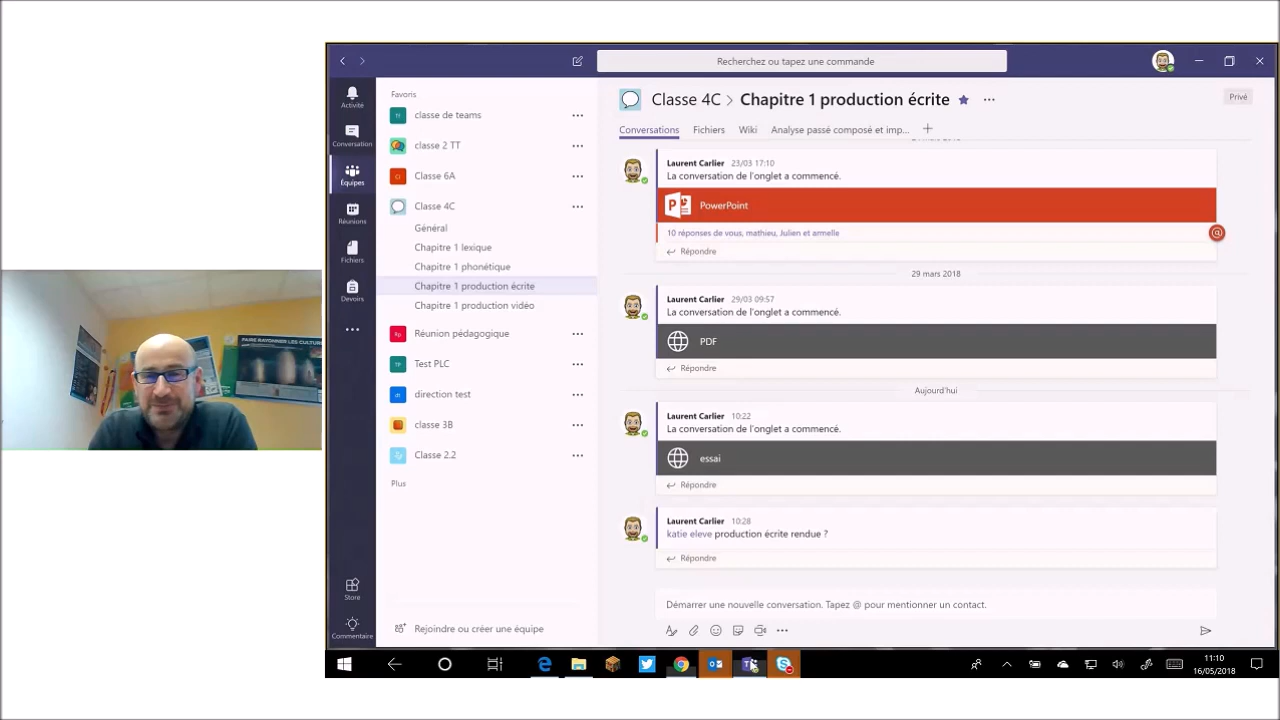 Recherchez ou tapez une commande
Activité
Conversation
Équipes
Réunions
Fichiers
Devoirs
Store
Commentaire
Favoris
classe de teams
classe 2 TT
Classe 6A
Classe 4C
Général
Chapitre 1 lexique
Chapitre 1 phonétique
Chapitre 1 production écrite
Chapitre 1 production vidéo
Réunion pédagogique
Test PLC
direction test
classe 3B
Classe 2.2
Plus
Rejoindre ou créer une équipe
Classe 4C > Chapitre 1 production écrite
Privé
Conversations Fichiers Wiki Analyse passé composé et imp...
Laurent Carlier 23/03 17:10
La conversation de l'onglet a commencé.
PowerPoint
10 réponses de vous, mathieu, Julien et armelle
Répondre
29 mars 2018
Laurent Carlier 29/03 09:57
La conversation de l'onglet a commencé.
PDF
Répondre
Aujourd'hui
Laurent Carlier 10:22
La conversation de l'onglet a commencé.
essai
Répondre
Laurent Carlier 10:28
katie eleve production écrite rendue ?
Répondre
Démarrer une nouvelle conversation. Tapez @ pour mentionner un contact.
11:10
16/05/2018
FAIRE RAYONNER LES CULTURES